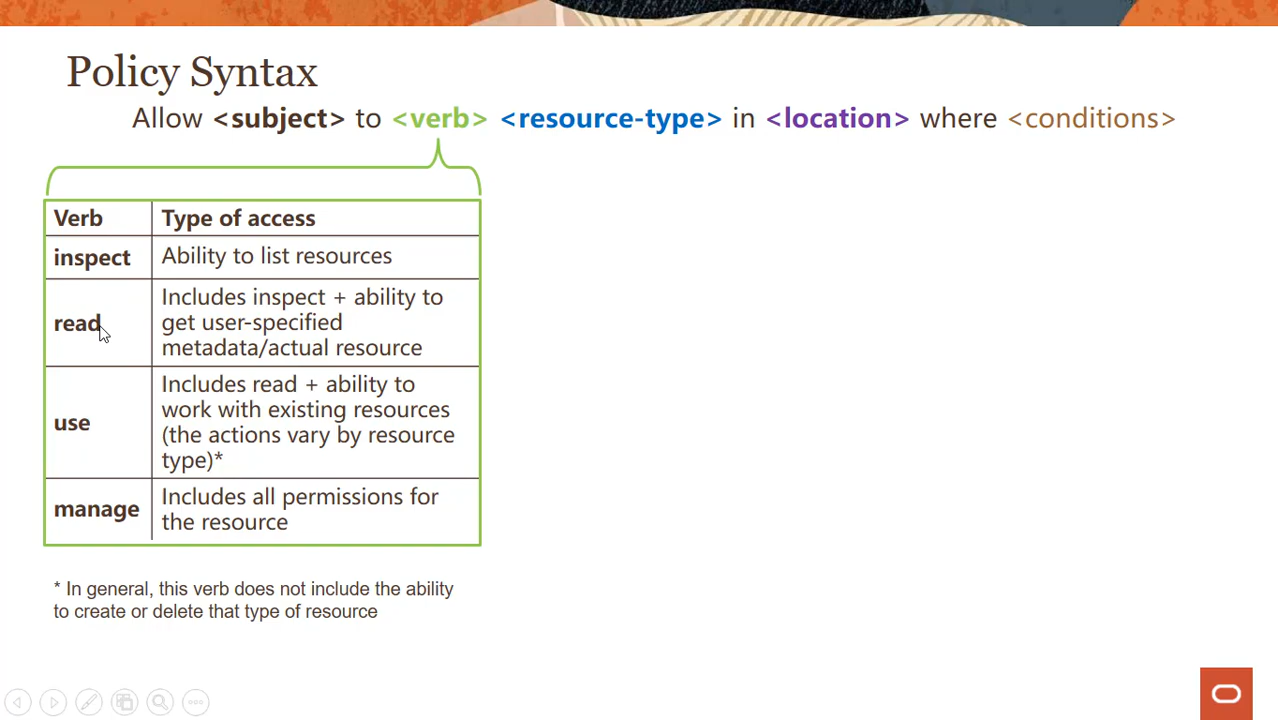 Policy Syntax
Allow <subject> to <verb> <resource-type> in <location> where <conditions>
Verb Type of access
inspect Ability to list resources
read Includes inspect + ability to
get user-specified
metadata/actual resource
use Includes read + ability to
work with existing resources
(the actions vary by resource
type)*
manage Includes all permissions for
the resource
* In general, this verb does not include the ability
to create or delete that type of resource